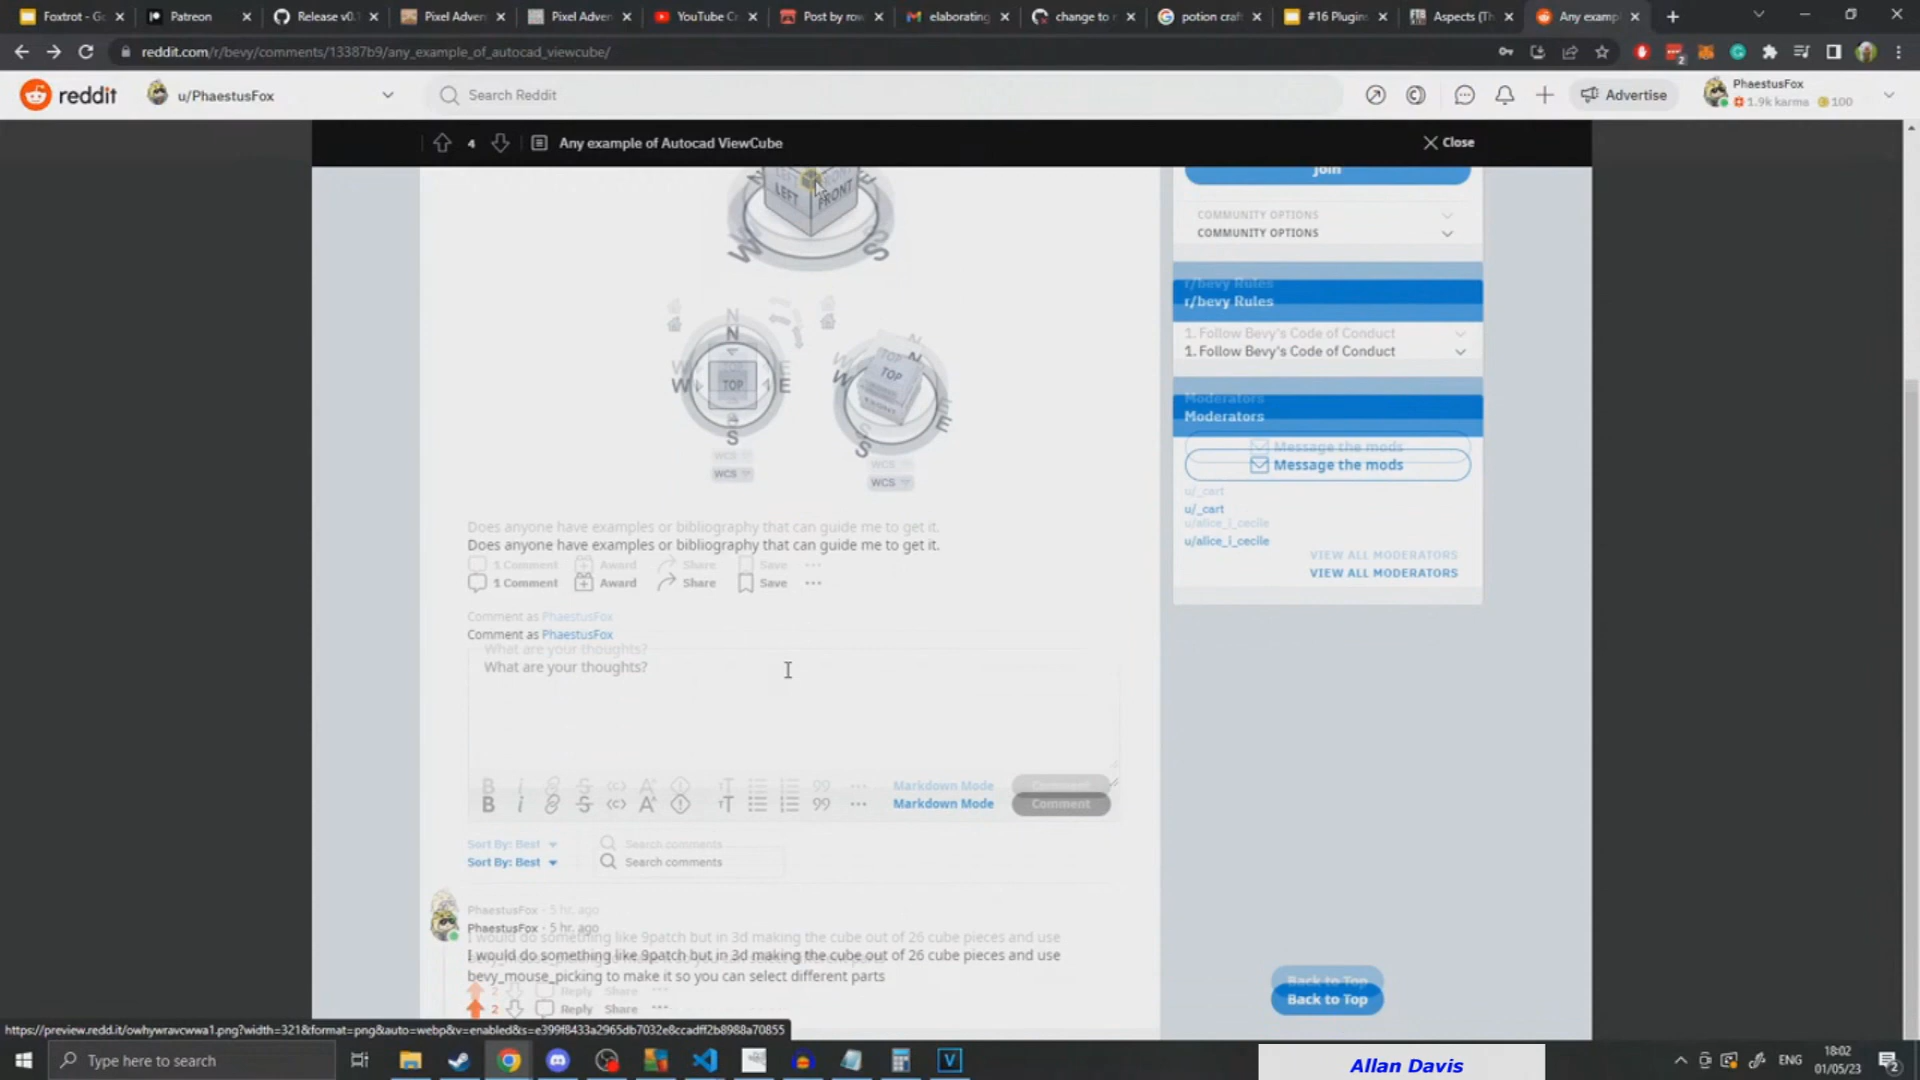 Foxtrot - Go
Patreon
Release v0.
Pixel Adven
Pixel Adven
YouTube C
Post by row
elaborating
change to r
potion craf
#16 Plugin
Aspects (Th
Any examp
reddit.com/r/bevy/comments/13387b9/any_example_of_autocad_viewcube/
2
reddit
u/PhaestusFox
Search Reddit
Advertise
PhaestusFox
1.9k karma
100
4
Any example of Autocad ViewCube
Close
LEFT
FRONT
W
S
Join
COMMUNITY OPTIONS
r/bevy Rules
1. Follow Bevy's Code of Conduct
Moderators
Message the mods
u/_cart
u/alice_i_cecile
VIEW ALL MODERATORS
N
W
TOP
E
S
WCS
N
W
TOP
FRONT
E
S
WCS
Does anyone have examples or bibliography that can guide me to get it.
1 Comment
Award
Share
Save
Comment as PhaestusFox
What are your thoughts?
Markdown Mode
Comment
Sort By: Best
Search comments
PhaestusFox · 5 hr. ago
I would do something like 9patch but in 3d making the cube out of 26 cube pieces and use
bevy_mouse_picking to make it so you can select different parts
2
Reply
Share
Back to Top
https://preview.redd.it/owhywravcwwa1.png?width=321&format=png&auto=webp&v=enabled&s=e399f8433a2965db7032e8ccadff2b8988a70855
Type here to search
ENG
18:02
01/05/23
2
Allan Davis